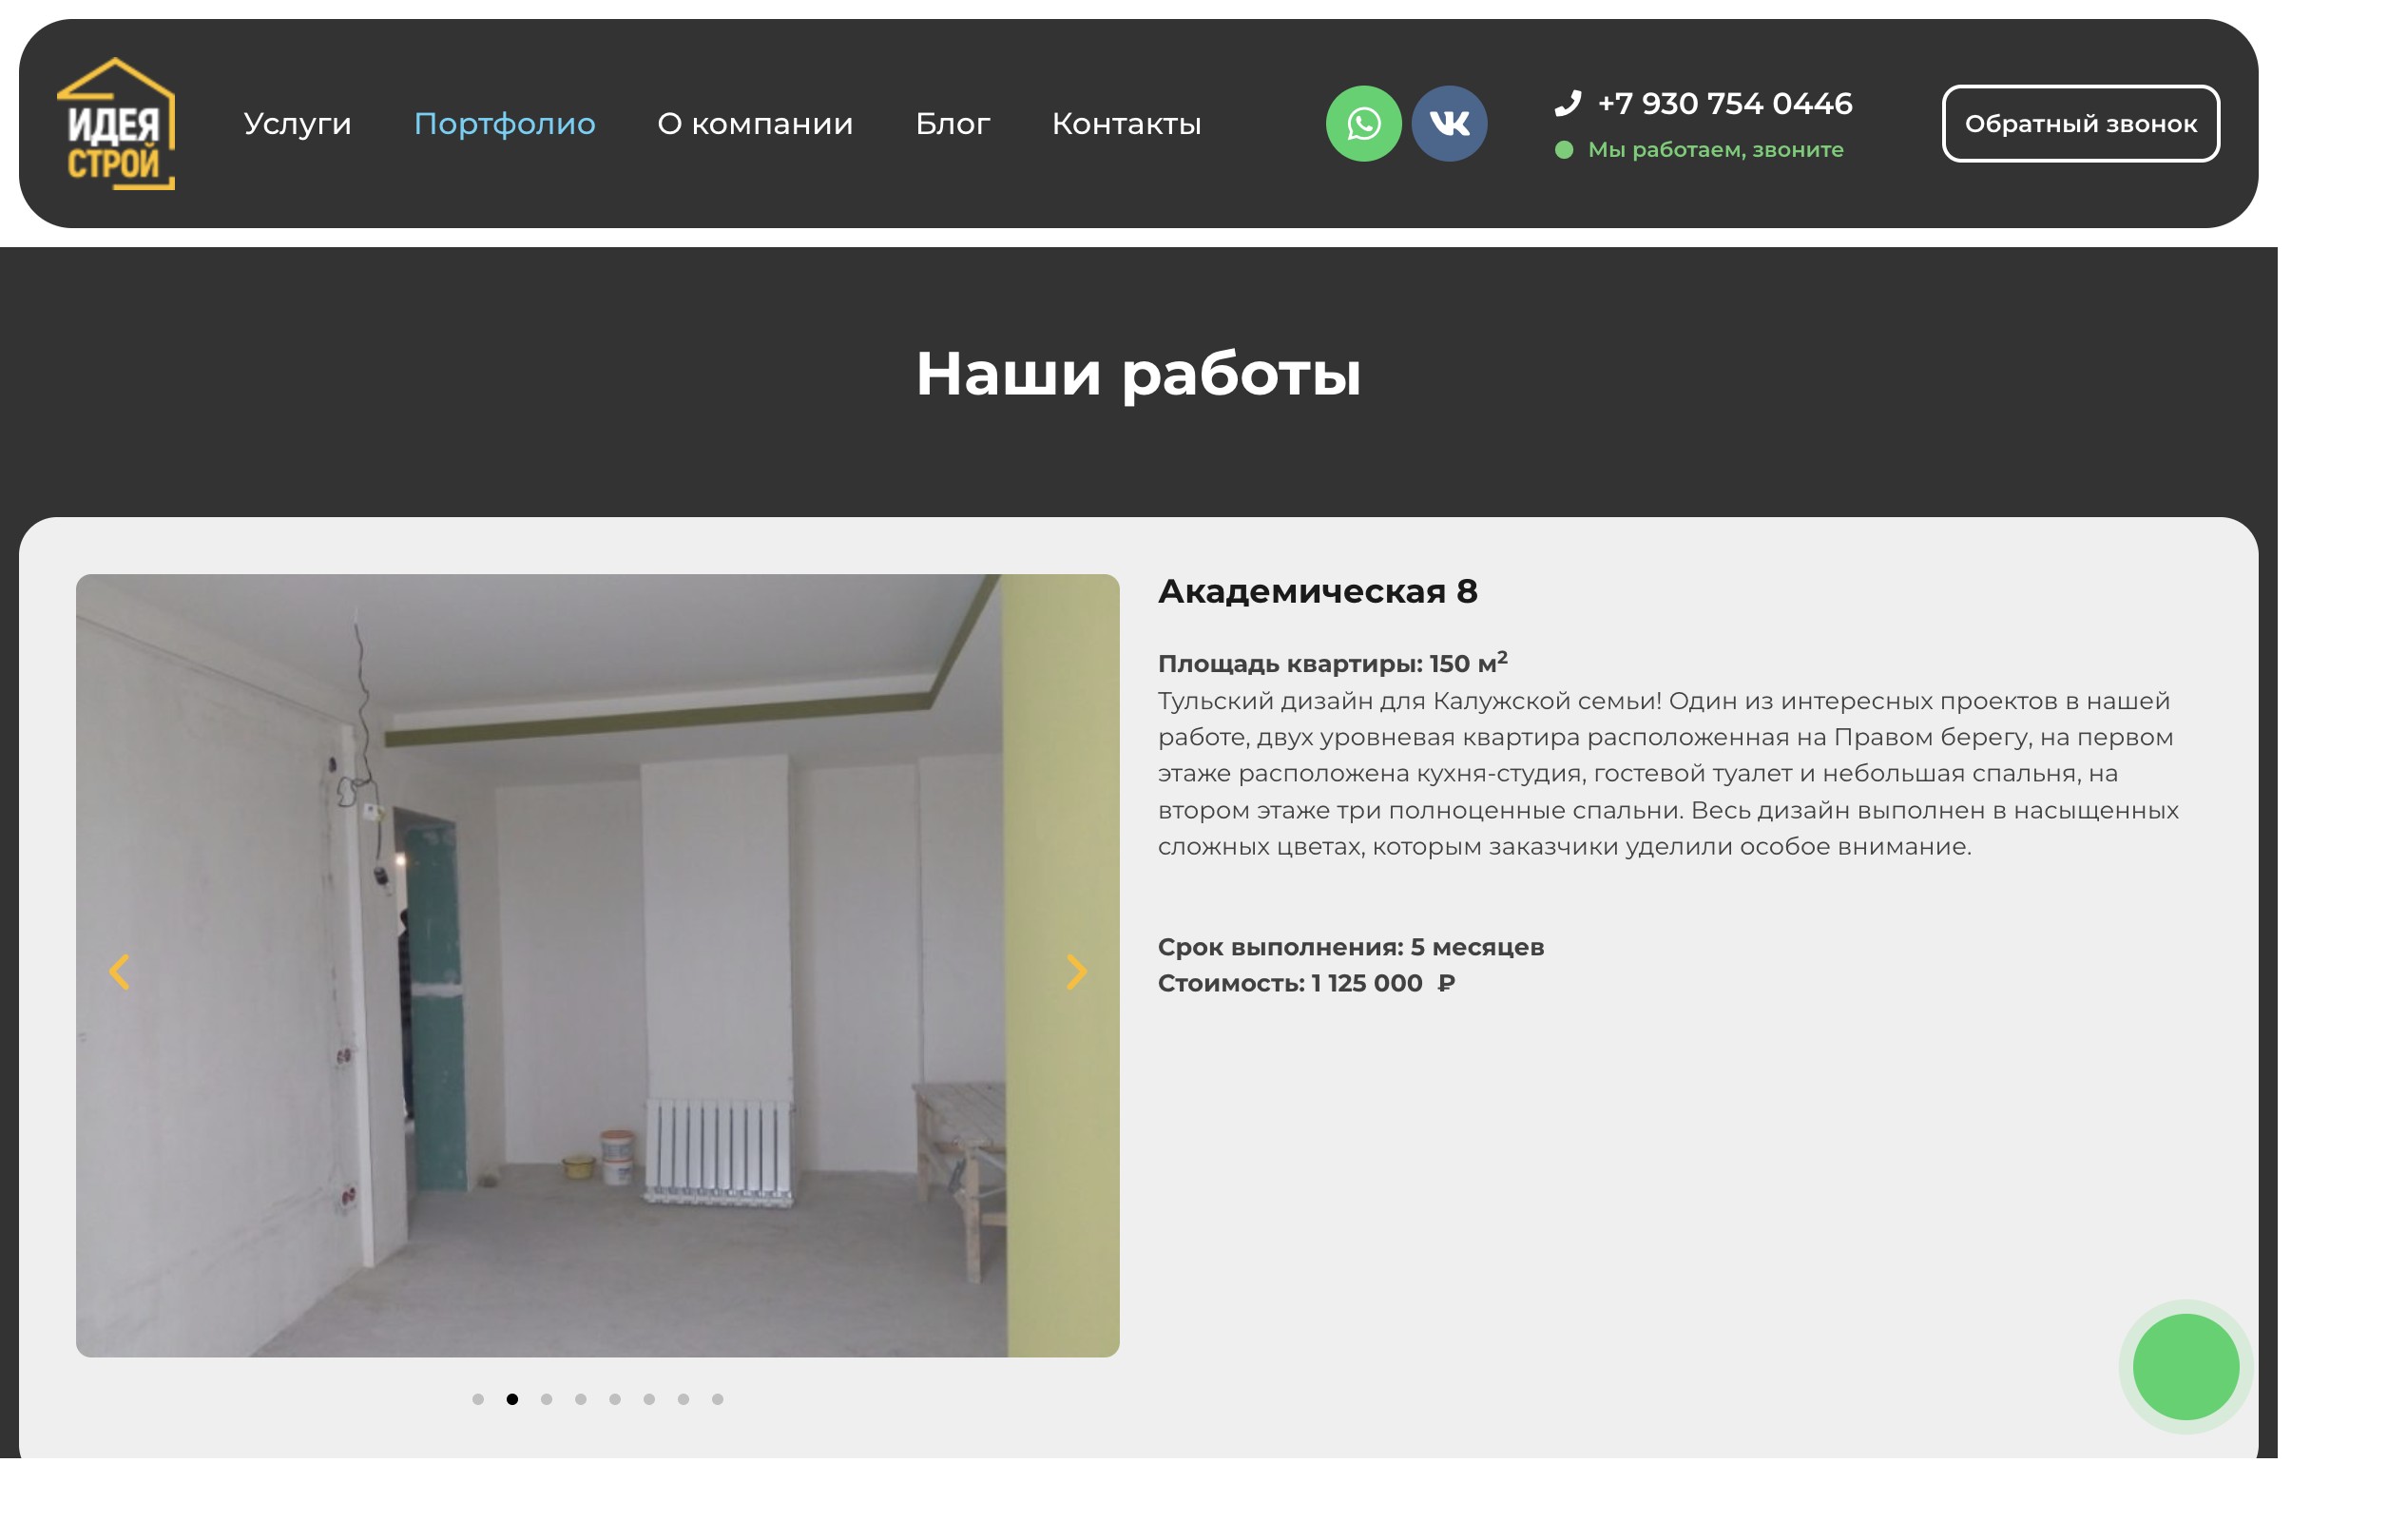 ИДЕЯ
СТРОЙ
Услуги
Портфолио
О компании
Блог
Контакты
+7 930 754 0446
Мы работаем, звоните
Обратный звонок
Наши работы
Академическая 8
Площадь квартиры: 150 м²
Тульский дизайн для Калужской семьи! Один из интересных проектов в нашей
работе, двух уровневая квартира расположенная на Правом берегу, на первом
этаже расположена кухня-студия, гостевой туалет и небольшая спальня, на
втором этаже три полноценные спальни. Весь дизайн выполнен в насыщенных
сложных цветах, которым заказчики уделили особое внимание.
Срок выполнения: 5 месяцев
Стоимость: 1 125 000 ₽